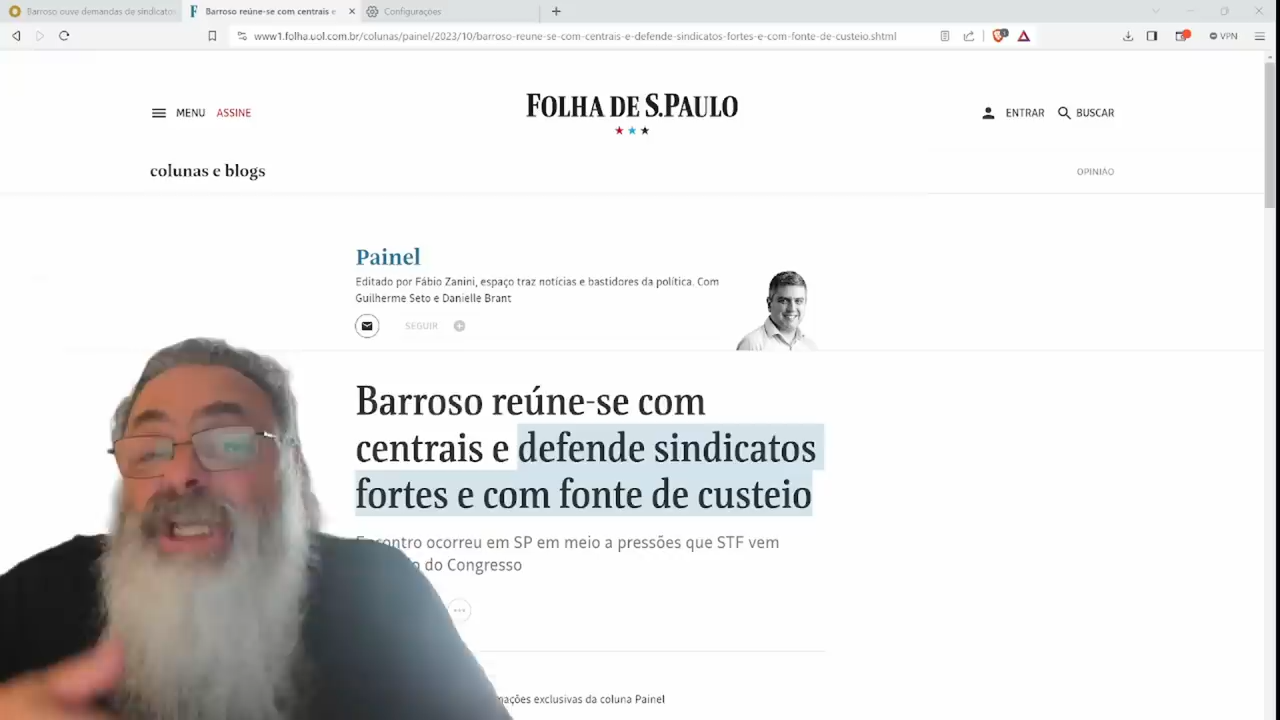 Barroso ouve demandas de sindicatos
Barroso reúne-se com centrais e
Configurações
www1.folha.uol.com.br/colunas/painel/2023/10/barroso-reune-se-com-centrais-e-defende-sindicatos-fortes-e-com-fonte-de-custeio.shtml
VPN
MENU ASSINE
FOLHA DE S.PAULO
ENTRAR BUSCAR
colunas e blogs
OPINIÃO
Painel
Editado por Fábio Zanini, espaço traz notícias e bastidores da política. Com
Guilherme Seto e Danielle Brant
SEGUIR
Barroso reúne-se com
centrais e defende sindicatos
fortes e com fonte de custeio
Encontro ocorreu em SP em meio a pressões que STF vem
do Congresso
exclusivas da coluna Painel